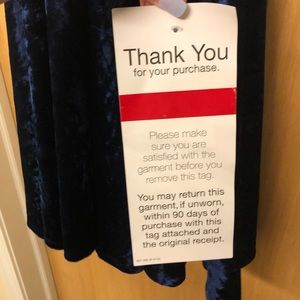 Thank You
for your purchase.
Please make
sure you are
satisfied with the
garment before you
remove this tag.
You may return this
garment, if unworn,
within 90 days of
purchase with this
tag attached and
the original receipt.